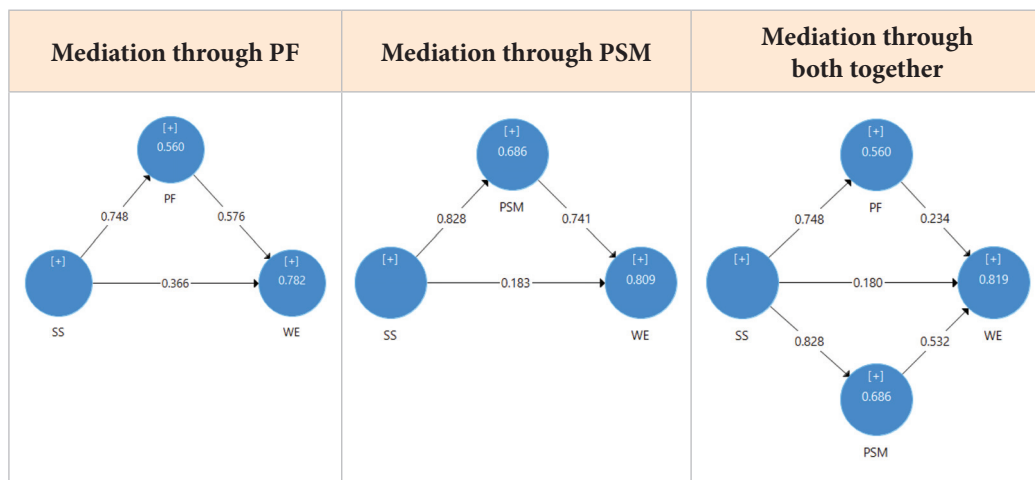 Mediation through PF
Mediation through PSM
Mediation through
both together
[+]
0.560
PF
0.748
0.576
[+]
[+]
0.782
0.366
SS
WE
[+]
0.686
PSM
0.828
0.741
[+]
[+]
0.809
0.183
SS
WE
[+]
0.560
PF
0.748
0.234
[+]
[+]
0.819
0.180
SS
WE
0.828
0.532
[+]
0.686
PSM